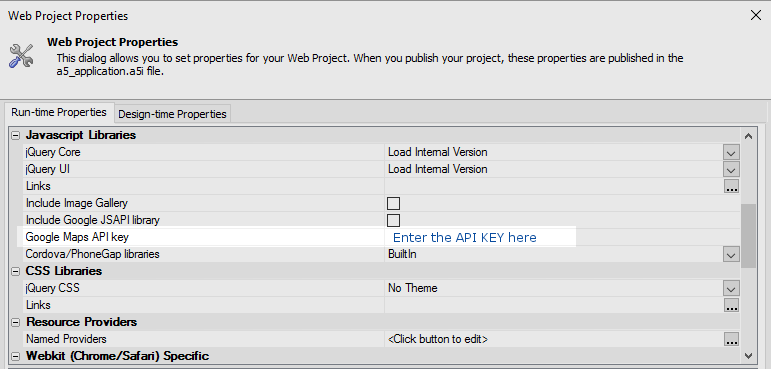 Web Project Properties
Web Project Properties
This dialog allows you to set properties for your Web Project. When you publish your project, these properties are published in the
a5_application.a5i file.
Run-time Properties Design-time Properties
Javascript Libraries
jQuery Core Load Internal Version
jQuery UI Load Internal Version
Links ...
Include Image Gallery
Include Google JSAPI library
Google Maps API key Enter the API KEY here
Cordova/PhoneGap libraries BuiltIn
CSS Libraries
jQuery CSS No Theme
Links ...
Resource Providers
Named Providers <Click button to edit> ...
Webkit (Chrome/Safari) Specific